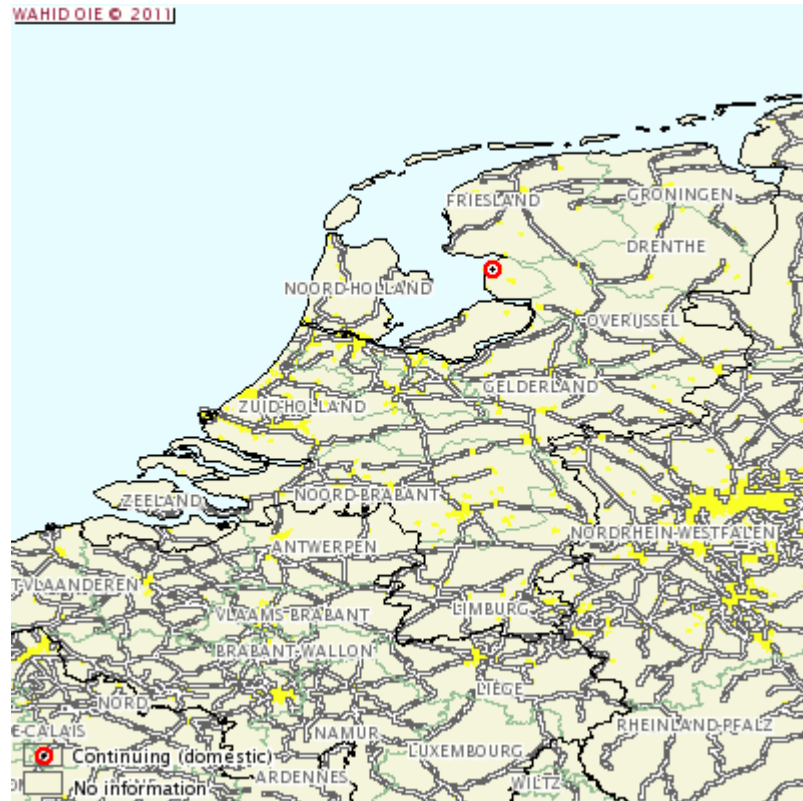 WAHID OIE © 2011
FRIESLAND
GRONINGEN
DRENTHE
NOORD-HOLLAND
OVERIJSSEL
GELDERLAND
ZUID-HOLLAND
ZEELAND
NOORD-BRABANT
NORDRHEIN-WESTFALEN
ANTWERPEN
T-VLAANDEREN
VLAAMS-BRABANT
LIMBURG
BRABANT-WALLON
LIÈGE
NORD
RHEINLAND-PFALZ
E-CALAIS
NAMUR
LUXEMBOURG
Continuing (domestic)
ARDENNES
WILTZ
No information